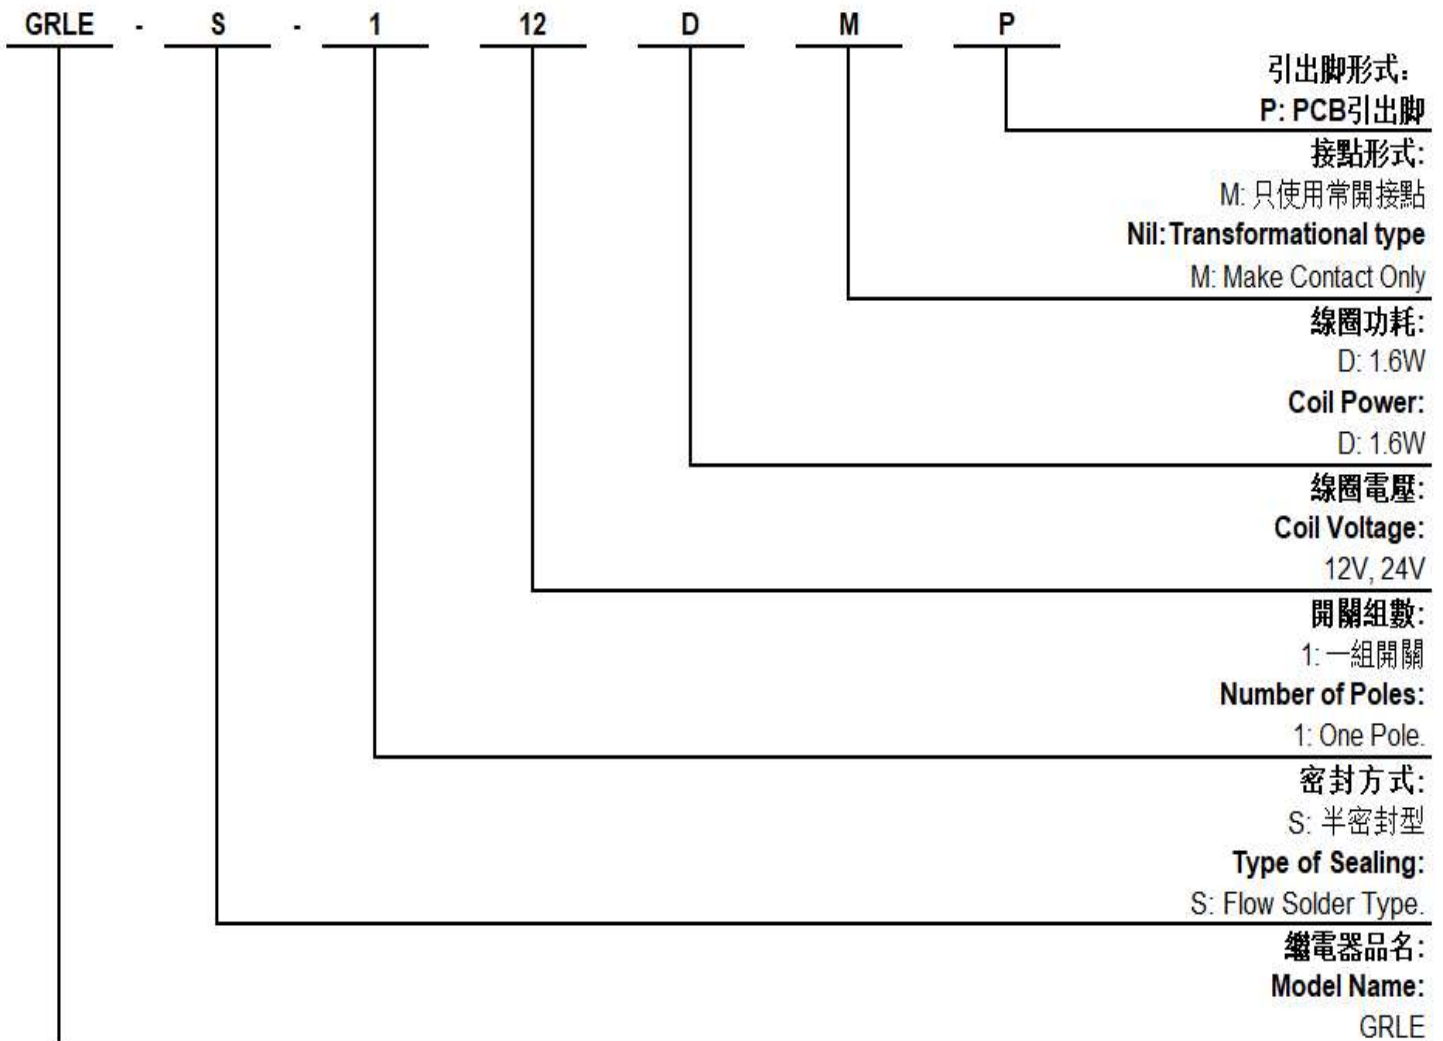 GRLE - S - 1 12 D M P
引出脚形式：
P: PCB引出脚
接點形式:
M: 只使用常開接點
Nil:Transformational type
M: Make Contact Only
線圈功耗:
D: 1.6W
Coil Power:
D: 1.6W
線圈電壓:
Coil Voltage:
12V, 24V
開關組數:
1: 一組開關
Number of Poles:
1: One Pole.
密封方式:
S: 半密封型
Type of Sealing:
S: Flow Solder Type.
繼電器品名:
Model Name:
GRLE